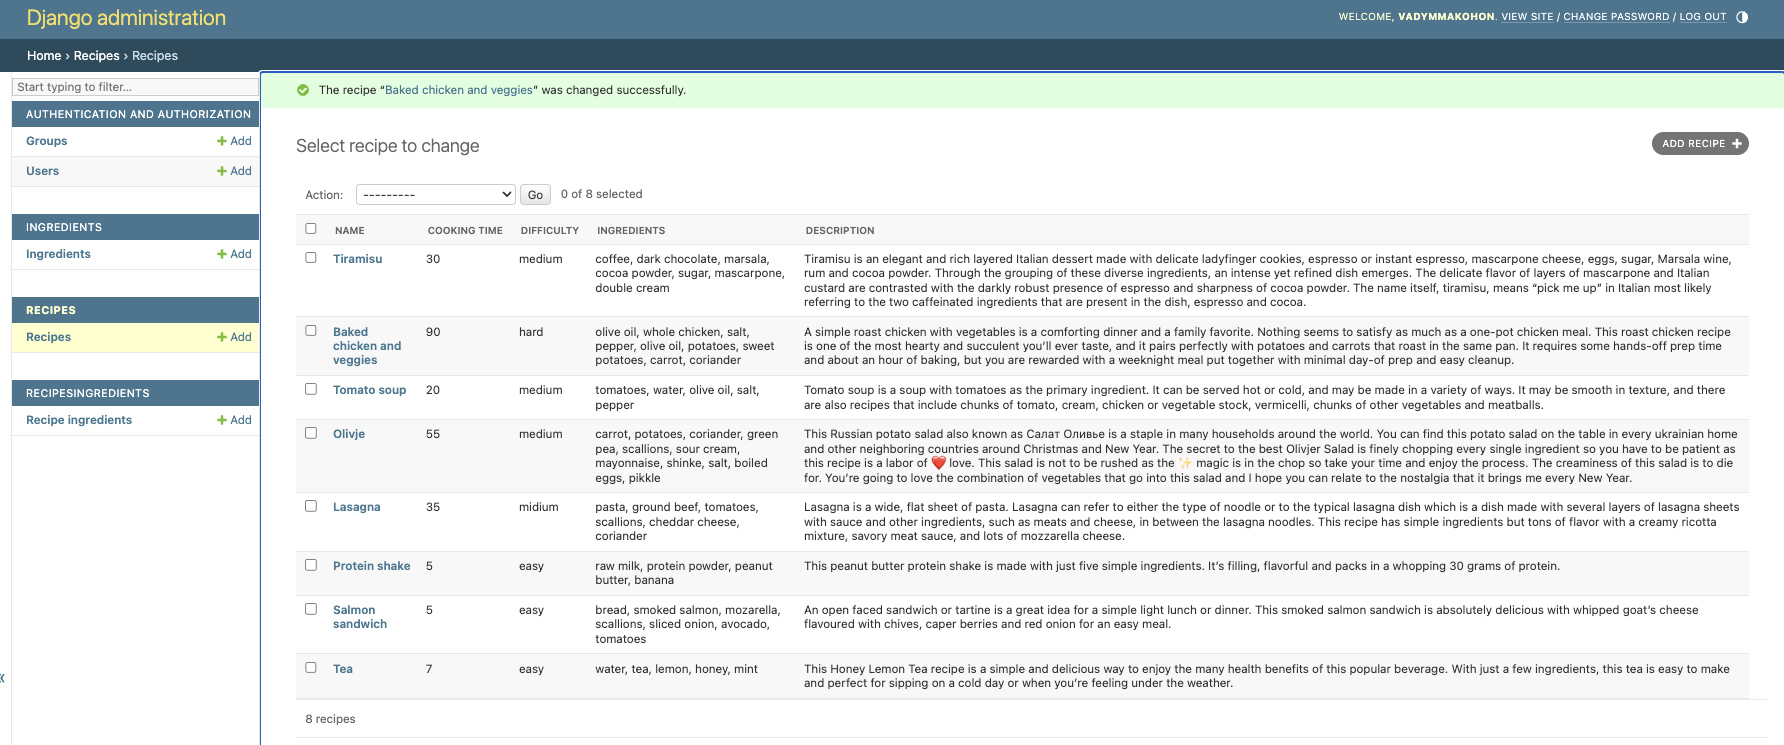 Django administration
WELCOME, VADYMMAKOHON. VIEW SITE / CHANGE PASSWORD / LOG OUT
Home › Recipes › Recipes
Start typing to filter...
AUTHENTICATION AND AUTHORIZATION
Groups + Add
Users + Add
INGREDIENTS
Ingredients + Add
RECIPES
Recipes + Add
RECIPESINGREDIENTS
Recipe ingredients + Add
«
The recipe “Baked chicken and veggies” was changed successfully.
Select recipe to change
ADD RECIPE +
Action: --------- Go 0 of 8 selected
NAME COOKING TIME DIFFICULTY INGREDIENTS DESCRIPTION
Tiramisu
30
medium
coffee, dark chocolate, marsala,
cocoa powder, sugar, mascarpone,
double cream
Tiramisu is an elegant and rich layered Italian dessert made with delicate ladyfinger cookies, espresso or instant espresso, mascarpone cheese, eggs, sugar, Marsala wine,
rum and cocoa powder. Through the grouping of these diverse ingredients, an intense yet refined dish emerges. The delicate flavor of layers of mascarpone and Italian
custard are contrasted with the darkly robust presence of espresso and sharpness of cocoa powder. The name itself, tiramisu, means “pick me up” in Italian most likely
referring to the two caffeinated ingredients that are present in the dish, espresso and cocoa.
Baked
chicken and
veggies
90
hard
olive oil, whole chicken, salt,
pepper, olive oil, potatoes, sweet
potatoes, carrot, coriander
A simple roast chicken with vegetables is a comforting dinner and a family favorite. Nothing seems to satisfy as much as a one-pot chicken meal. This roast chicken recipe
is one of the most hearty and succulent you’ll ever taste, and it pairs perfectly with potatoes and carrots that roast in the same pan. It requires some hands-off prep time
and about an hour of baking, but you are rewarded with a weeknight meal put together with minimal day-of prep and easy cleanup.
Tomato soup
20
medium
tomatoes, water, olive oil, salt,
pepper
Tomato soup is a soup with tomatoes as the primary ingredient. It can be served hot or cold, and may be made in a variety of ways. It may be smooth in texture, and there
are also recipes that include chunks of tomato, cream, chicken or vegetable stock, vermicelli, chunks of other vegetables and meatballs.
Olivje
55
medium
carrot, potatoes, coriander, green
pea, scallions, sour cream,
mayonnaise, shinke, salt, boiled
eggs, pikkle
This Russian potato salad also known as Салат Оливье is a staple in many households around the world. You can find this potato salad on the table in every ukrainian home
and other neighboring countries around Christmas and New Year. The secret to the best Olivjer Salad is finely chopping every single ingredient so you have to be patient as
this recipe is a labor of ❤️ love. This salad is not to be rushed as the ✨ magic is in the chop so take your time and enjoy the process. The creaminess of this salad is to die
for. You’re going to love the combination of vegetables that go into this salad and I hope you can relate to the nostalgia that it brings me every New Year.
Lasagna
35
midium
pasta, ground beef, tomatoes,
scallions, cheddar cheese,
coriander
Lasagna is a wide, flat sheet of pasta. Lasagna can refer to either the type of noodle or to the typical lasagna dish which is a dish made with several layers of lasagna sheets
with sauce and other ingredients, such as meats and cheese, in between the lasagna noodles. This recipe has simple ingredients but tons of flavor with a creamy ricotta
mixture, savory meat sauce, and lots of mozzarella cheese.
Protein shake
5
easy
raw milk, protein powder, peanut
butter, banana
This peanut butter protein shake is made with just five simple ingredients. It’s filling, flavorful and packs in a whopping 30 grams of protein.
Salmon
sandwich
5
easy
bread, smoked salmon, mozarella,
scallions, sliced onion, avocado,
tomatoes
An open faced sandwich or tartine is a great idea for a simple light lunch or dinner. This smoked salmon sandwich is absolutely delicious with whipped goat’s cheese
flavoured with chives, caper berries and red onion for an easy meal.
Tea
7
easy
water, tea, lemon, honey, mint
This Honey Lemon Tea recipe is a simple and delicious way to enjoy the many health benefits of this popular beverage. With just a few ingredients, this tea is easy to make
and perfect for sipping on a cold day or when you’re feeling under the weather.
8 recipes